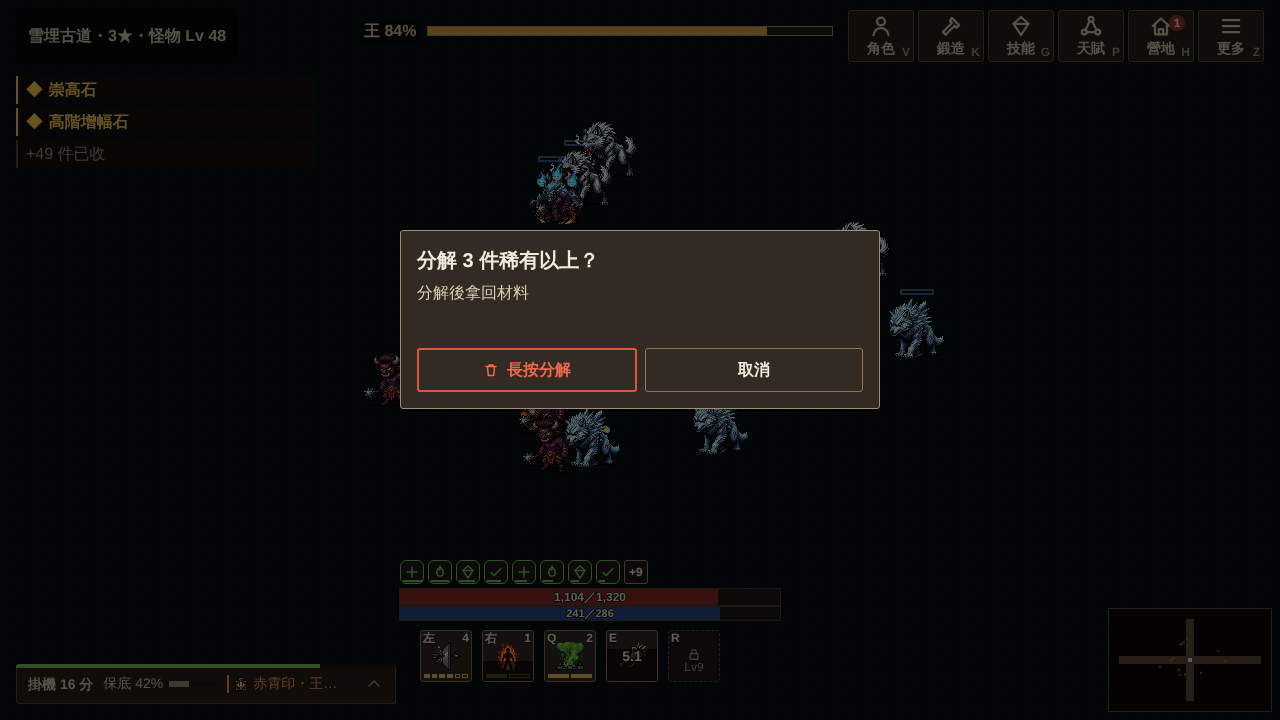 雪埋古道・3★・怪物 Lv 48
王 84%
角色 V
鍛造 K
技能 G
天賦 P
營地 H
1
更多 Z
◆ 崇高石
◆ 高階增幅石
+49 件已收
分解 3 件稀有以上？
分解後拿回材料
長按分解
取消
+9
1,104／1,320
241／286
左 4
右 1
Q 2
E 5.1
R Lv9
掛機 16 分 保底 42% 赤霄印・王…